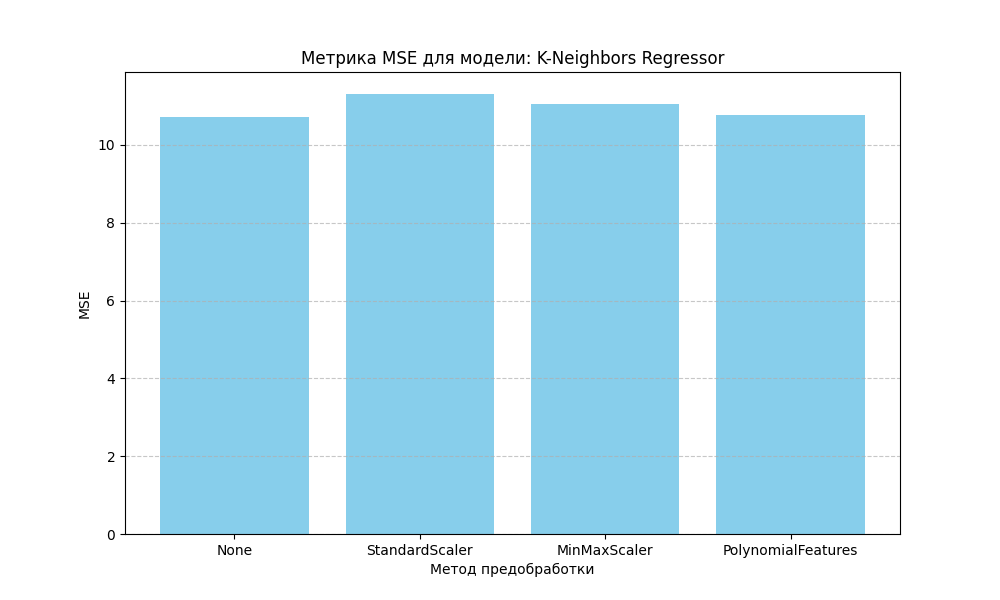 Метрика MSE для модели: K-Neighbors Regressor
10
8
6
4
2
0
MSE
None StandardScaler MinMaxScaler PolynomialFeatures
Метод предобработки